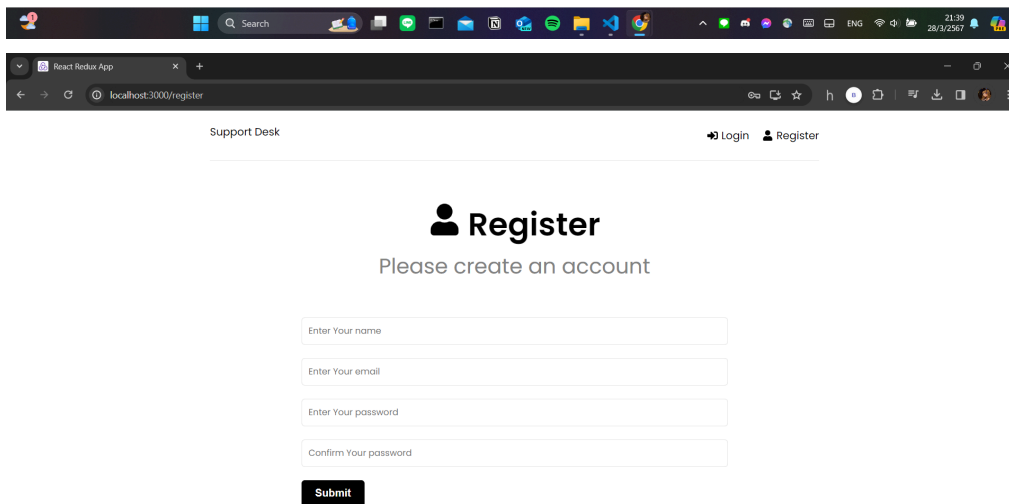 Search
ENG
21:39
28/3/2567
React Redux App
localhost:3000/register
Support Desk
Login Register
Register
Please create an account
Enter Your name
Enter Your email
Enter Your password
Confirm Your password
Submit